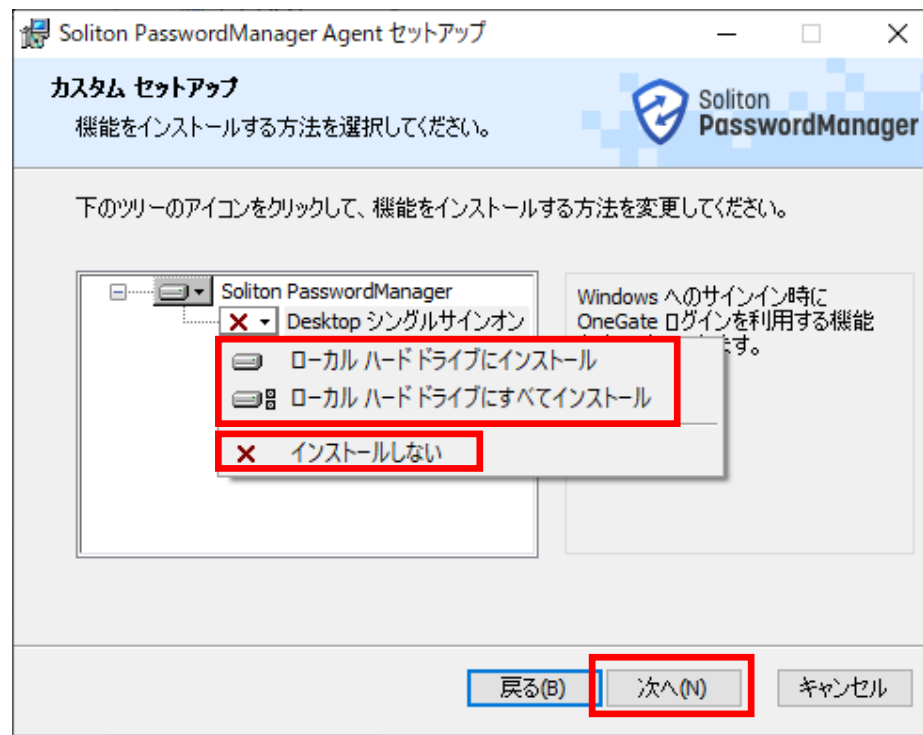 Soliton PasswordManager Agent セットアップ
カスタム セットアップ
機能をインストールする方法を選択してください。
Soliton
PasswordManager
下のツリーのアイコンをクリックして、機能をインストールする方法を変更してください。
Soliton PasswordManager
Desktop シングルサインオン
ローカル ハード ドライブにインストール
ローカル ハード ドライブにすべてインストール
インストールしない
Windows へのサインイン時に
OneGate ログインを利用する機能
す。
戻る(B)
次へ(N)
キャンセル